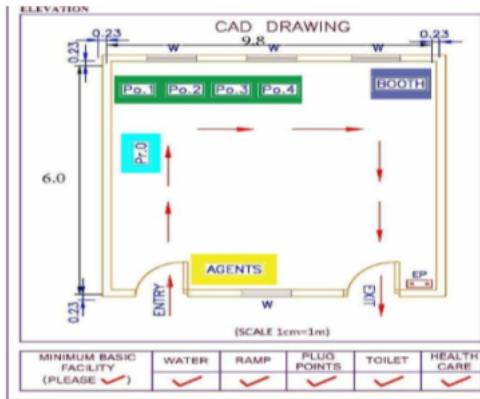 ELEVATION
CAD DRAWING
0.23 9.8 0.23
W W W
0.23
Po.1 Po.2 Po.3 Po.4 BOOTH
Pr.0
6.0
AGENTS EP
0.23 ENTRY W EXIT
(SCALE 1cm=1m)
MINIMUM BASIC FACILITY (PLEASE ✓) WATER RAMP PLUG POINTS TOILET HEALTH CARE
✓ ✓ ✓ ✓ ✓